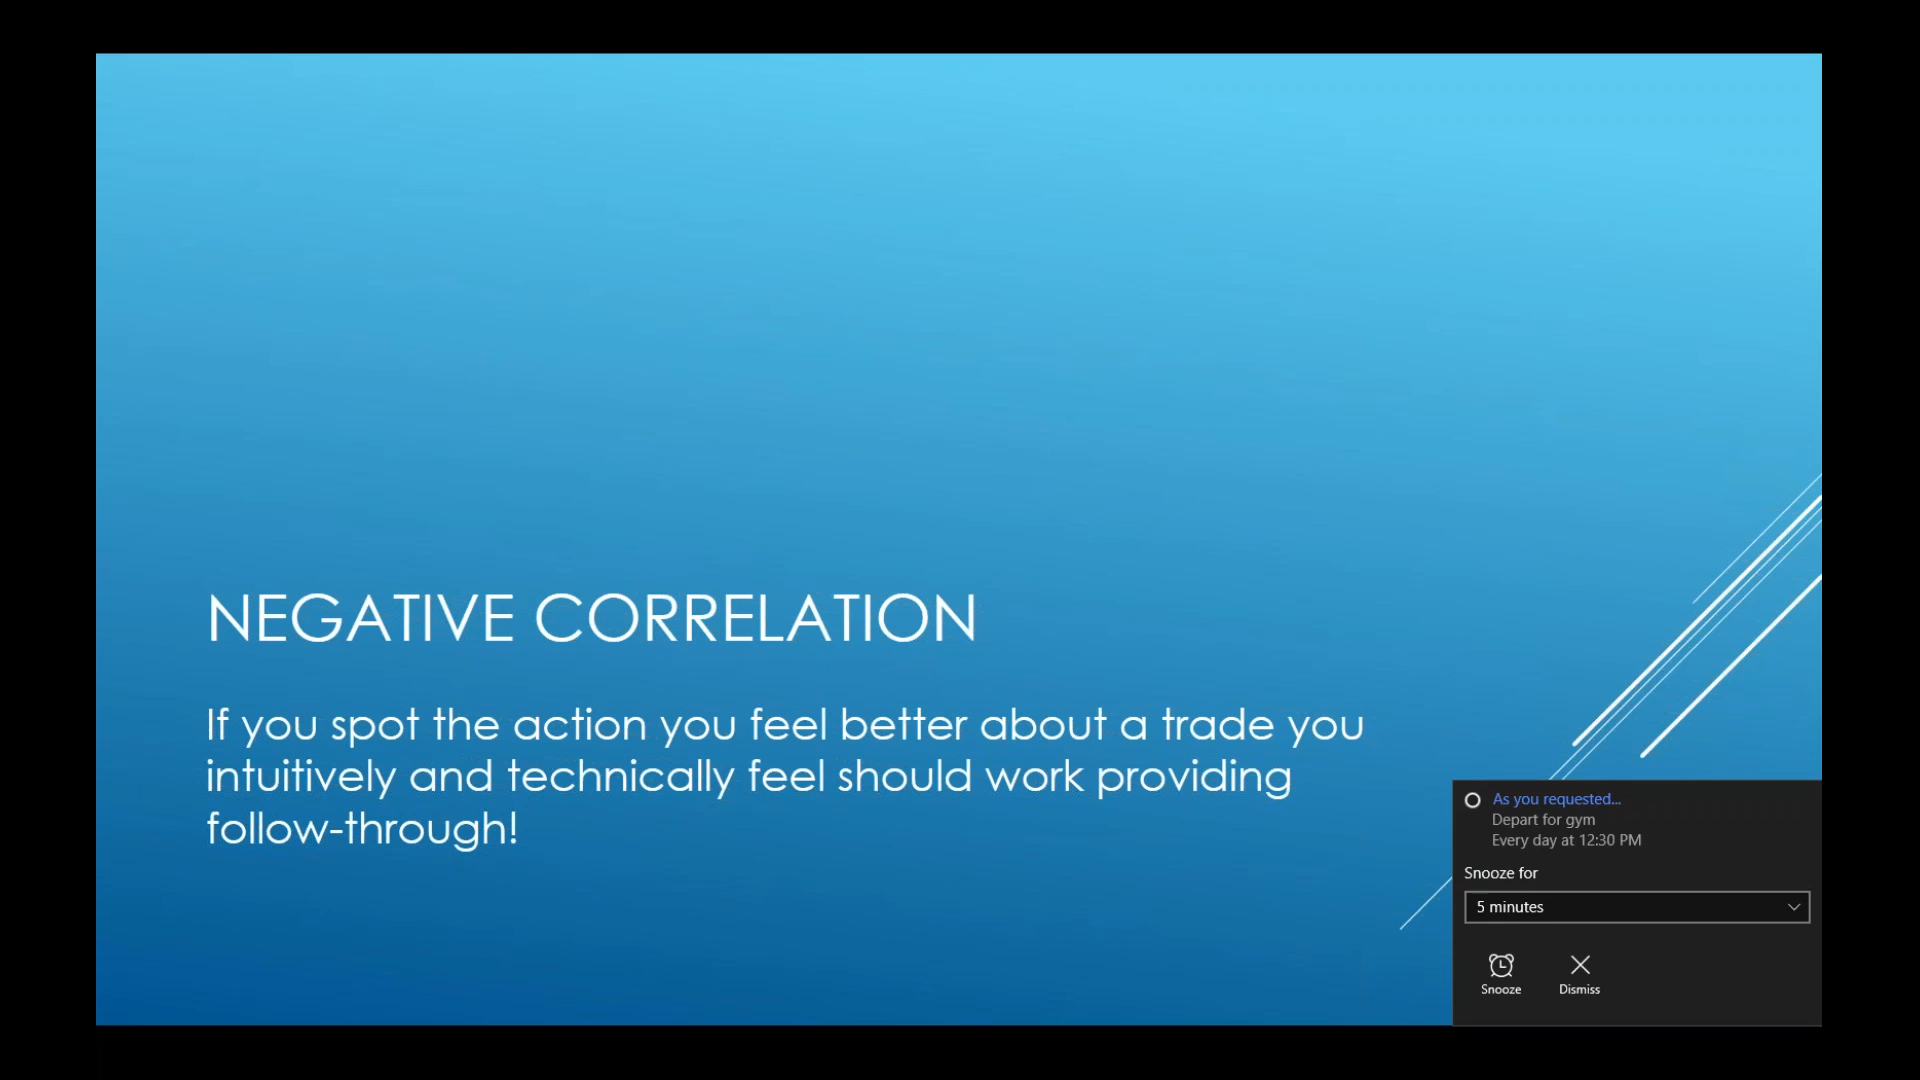 NEGATIVE CORRELATION
If you spot the action you feel better about a trade you
intuitively and technically feel should work providing
follow-through!
As you requested...
Depart for gym
Every day at 12:30 PM
Snooze for
5 minutes
Snooze
Dismiss